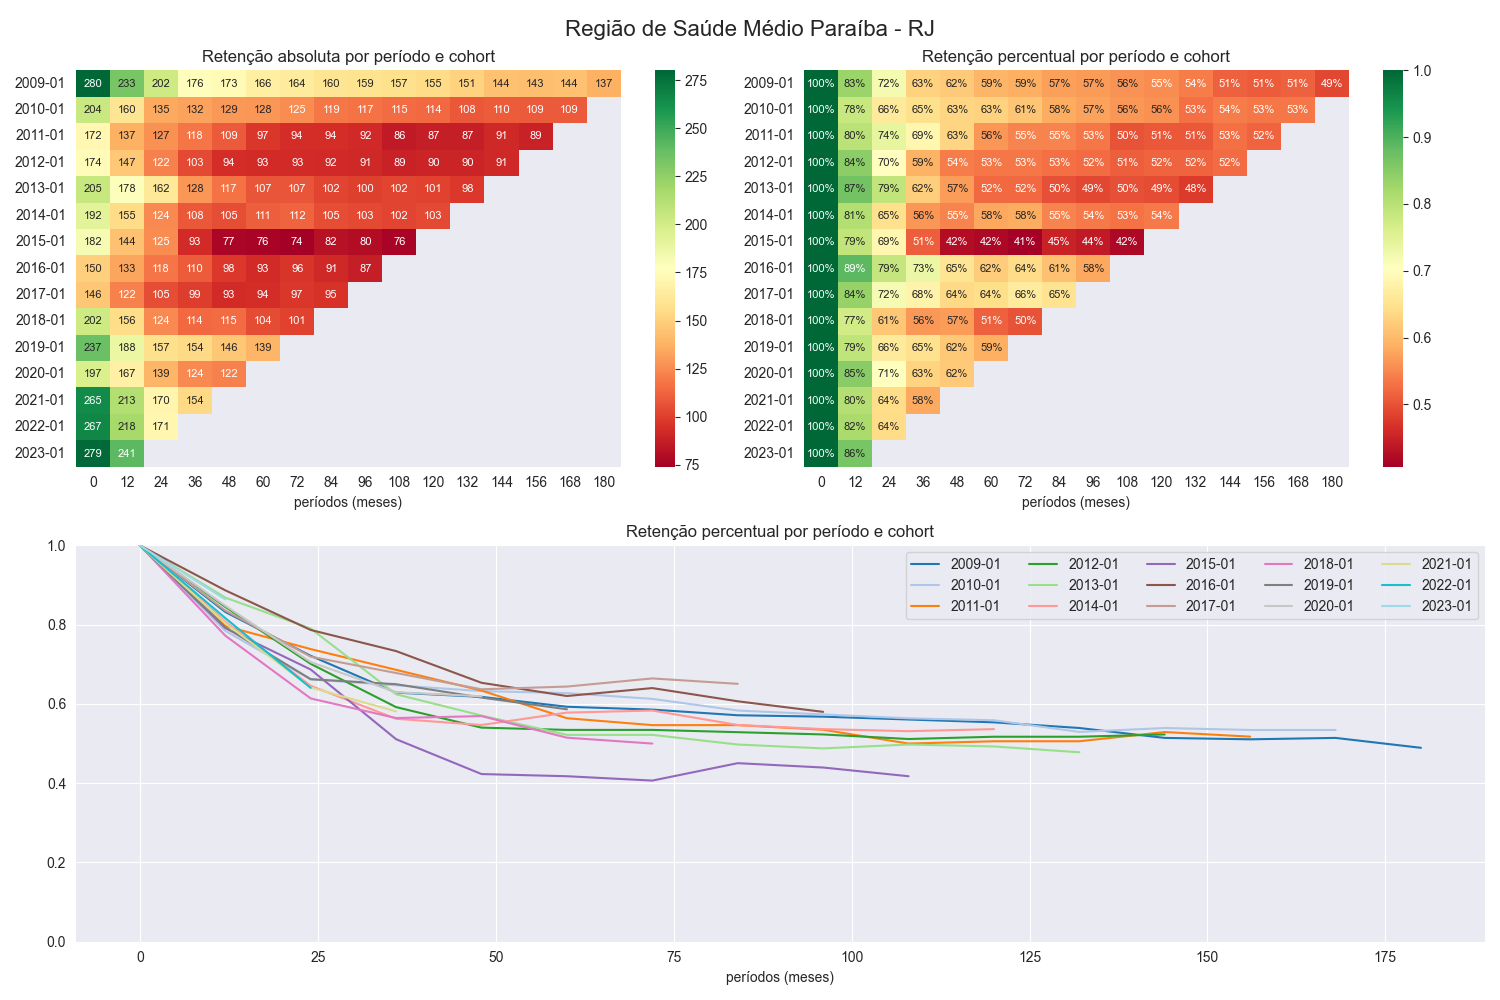 Região de Saúde Médio Paraíba - RJ
Retenção absoluta por período e cohort
2009-01 280 233 202 176 173 166 164 160 159 157 155 151 144 143 144 137
2010-01 204 160 135 132 129 128 125 119 117 115 114 108 110 109 109
2011-01 172 137 127 118 109 97 94 94 92 86 87 87 91 89
2012-01 174 147 122 103 94 93 93 92 91 89 90 90 91
2013-01 205 178 162 128 117 107 107 102 100 102 101 98
2014-01 192 155 124 108 105 111 112 105 103 102 103
2015-01 182 144 125 93 77 76 74 82 80 76
2016-01 150 133 118 110 98 93 96 91 87
2017-01 146 122 105 99 93 94 97 95
2018-01 202 156 124 114 115 104 101
2019-01 237 188 157 154 146 139
2020-01 197 167 139 124 122
2021-01 265 213 170 154
2022-01 267 218 171
2023-01 279 241
0 12 24 36 48 60 72 84 96 108 120 132 144 156 168 180
períodos (meses)
275
250
225
200
175
150
125
100
75
Retenção percentual por período e cohort
2009-01 100% 83% 72% 63% 62% 59% 59% 57% 57% 56% 55% 54% 51% 51% 51% 49%
2010-01 100% 78% 66% 65% 63% 63% 61% 58% 57% 56% 56% 53% 54% 53% 53%
2011-01 100% 80% 74% 69% 63% 56% 55% 55% 53% 50% 51% 51% 53% 52%
2012-01 100% 84% 70% 59% 54% 53% 53% 53% 52% 51% 52% 52% 52%
2013-01 100% 87% 79% 62% 57% 52% 52% 50% 49% 50% 49% 48%
2014-01 100% 81% 65% 56% 55% 58% 58% 55% 54% 53% 54%
2015-01 100% 79% 69% 51% 42% 42% 41% 45% 44% 42%
2016-01 100% 89% 79% 73% 65% 62% 64% 61% 58%
2017-01 100% 84% 72% 68% 64% 64% 66% 65%
2018-01 100% 77% 61% 56% 57% 51% 50%
2019-01 100% 79% 66% 65% 62% 59%
2020-01 100% 85% 71% 63% 62%
2021-01 100% 80% 64% 58%
2022-01 100% 82% 64%
2023-01 100% 86%
0 12 24 36 48 60 72 84 96 108 120 132 144 156 168 180
períodos (meses)
1.0
0.9
0.8
0.7
0.6
0.5
Retenção percentual por período e cohort
1.0
0.8
0.6
0.4
0.2
0.0
2009-01 2012-01 2015-01 2018-01 2021-01
2010-01 2013-01 2016-01 2019-01 2022-01
2011-01 2014-01 2017-01 2020-01 2023-01
0 25 50 75 100 125 150 175
períodos (meses)